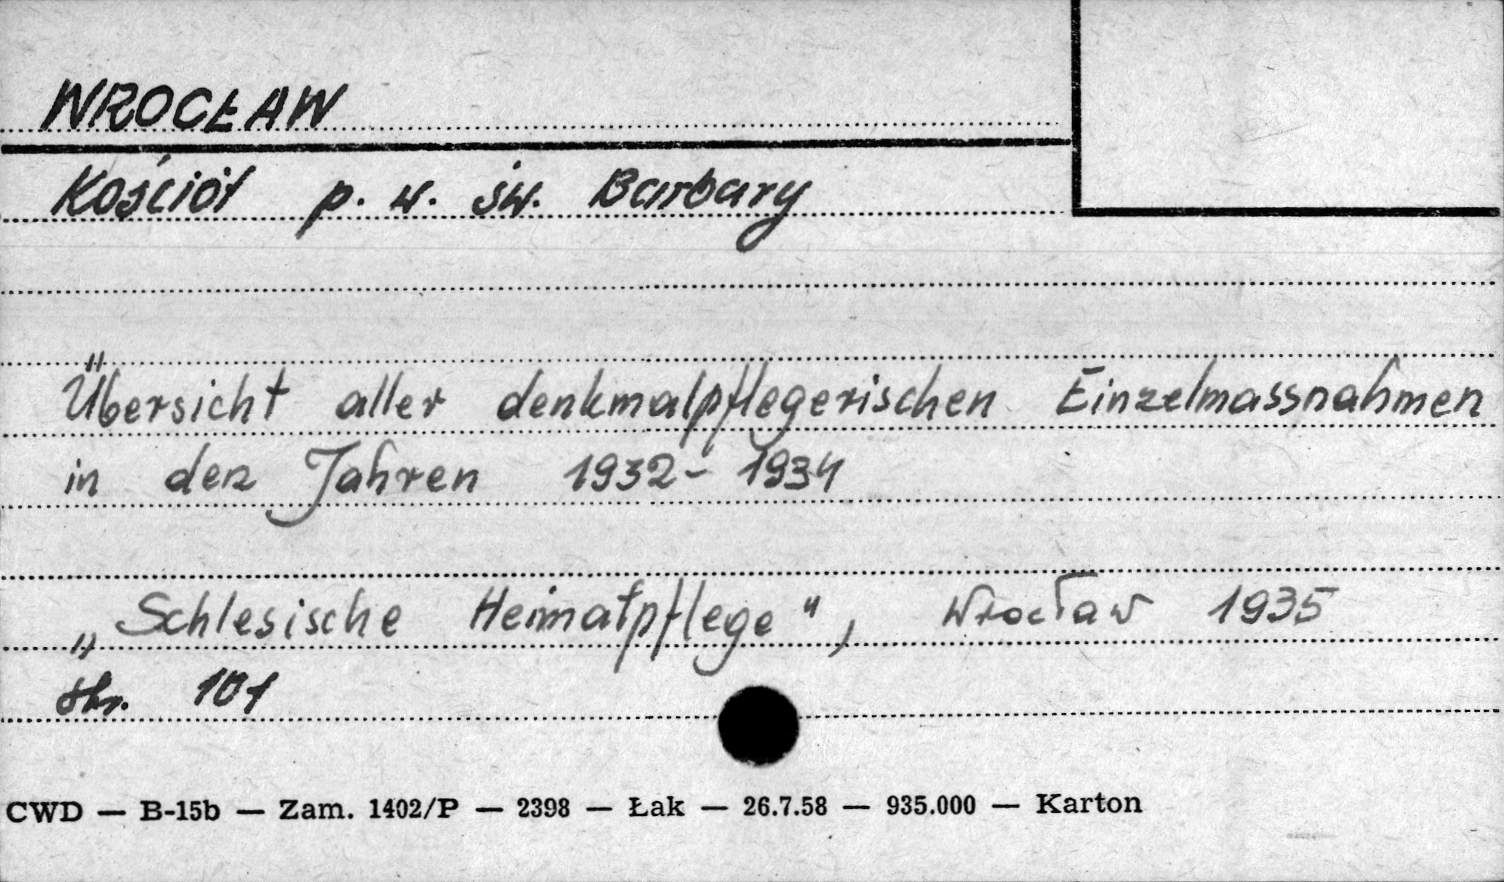 WROCŁAW
Kościół p. w. św. Barbary
Übersicht aller denkmalpflegerischen Einzelmassnahmen
in den Jahren 1932-1934
„Schlesische Heimatpflege", Wrocław 1935
str. 101
CWD — B-15b — Zam. 1402/P — 2398 — Łak — 26.7.58 — 935.000 — Karton